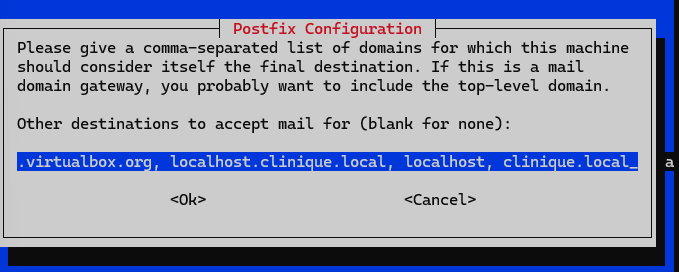 Postfix Configuration
Please give a comma-separated list of domains for which this machine
should consider itself the final destination. If this is a mail
domain gateway, you probably want to include the top-level domain.
Other destinations to accept mail for (blank for none):
.virtualbox.org, localhost.clinique.local, localhost, clinique.local_ a
<Ok> <Cancel>